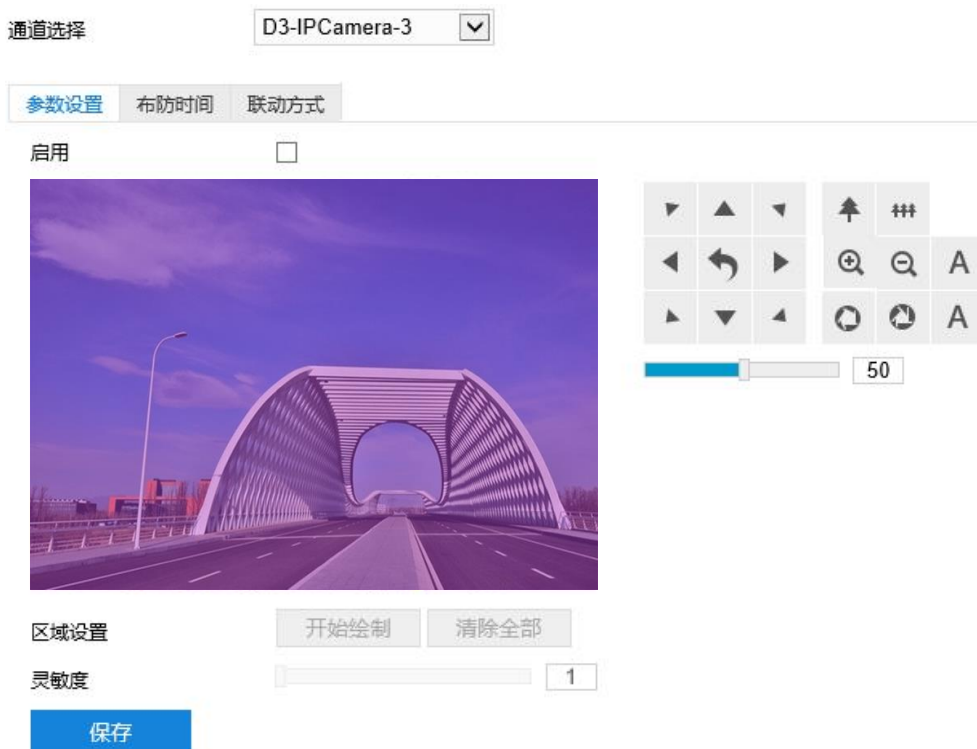 通道选择 D3-IPCamera-3
参数设置 布防时间 联动方式
启用
A
A
50
区域设置 开始绘制 清除全部
灵敏度 1
保存